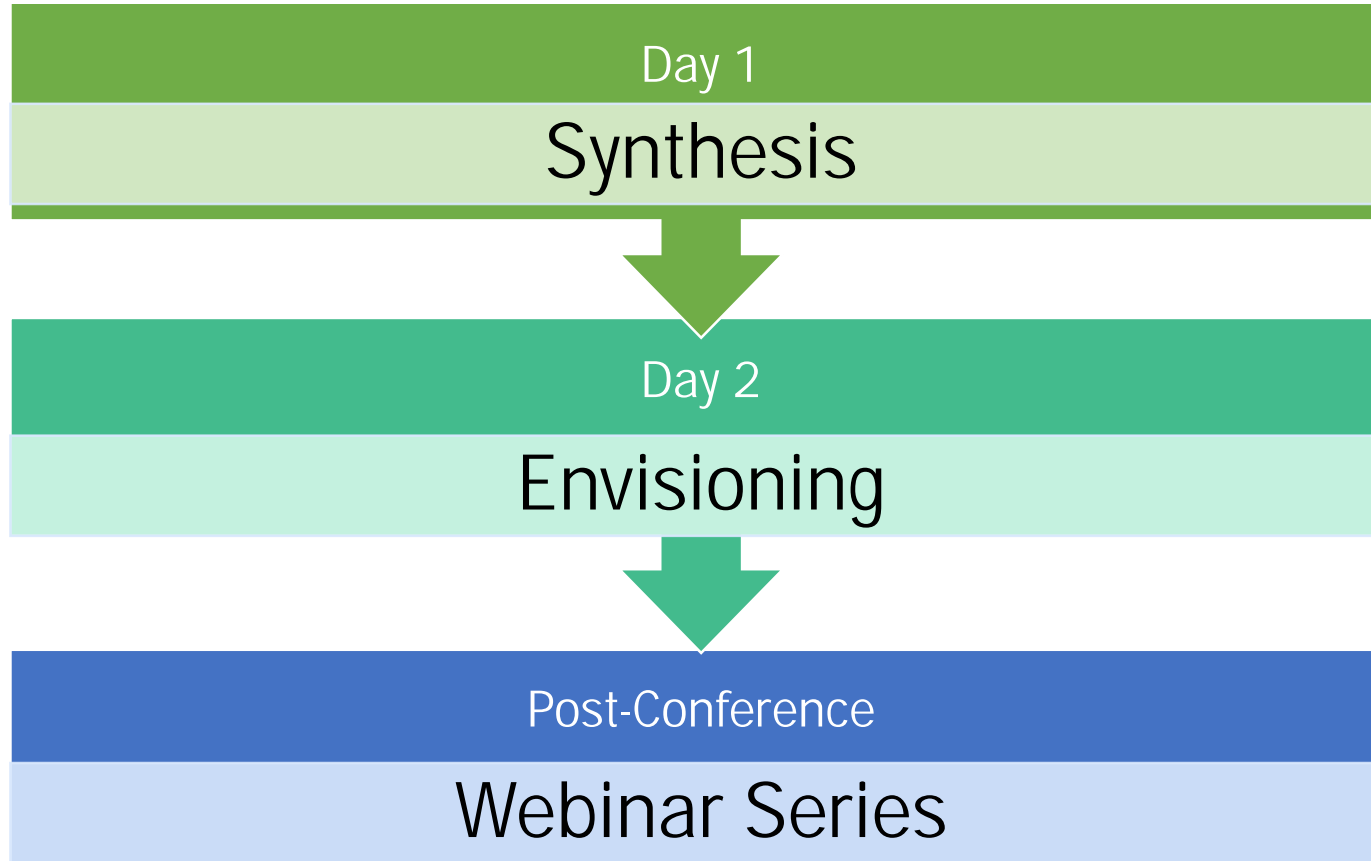 Day 1
Synthesis
Day 2
Envisioning
Post-Conference
Webinar Series